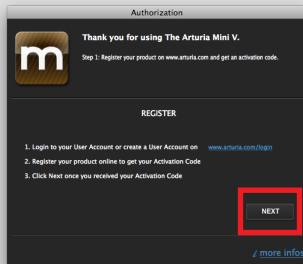 Authorization
m
Thank you for using The Arturia Mini V.
Step 1: Register your product on www.arturia.com and get an activation code.
REGISTER
1. Login to your User Account or create a User Account on www.arturia.com/login
2. Register your product online to get your Activation Code
3. Click Next once you received your Activation Code
NEXT
more infos